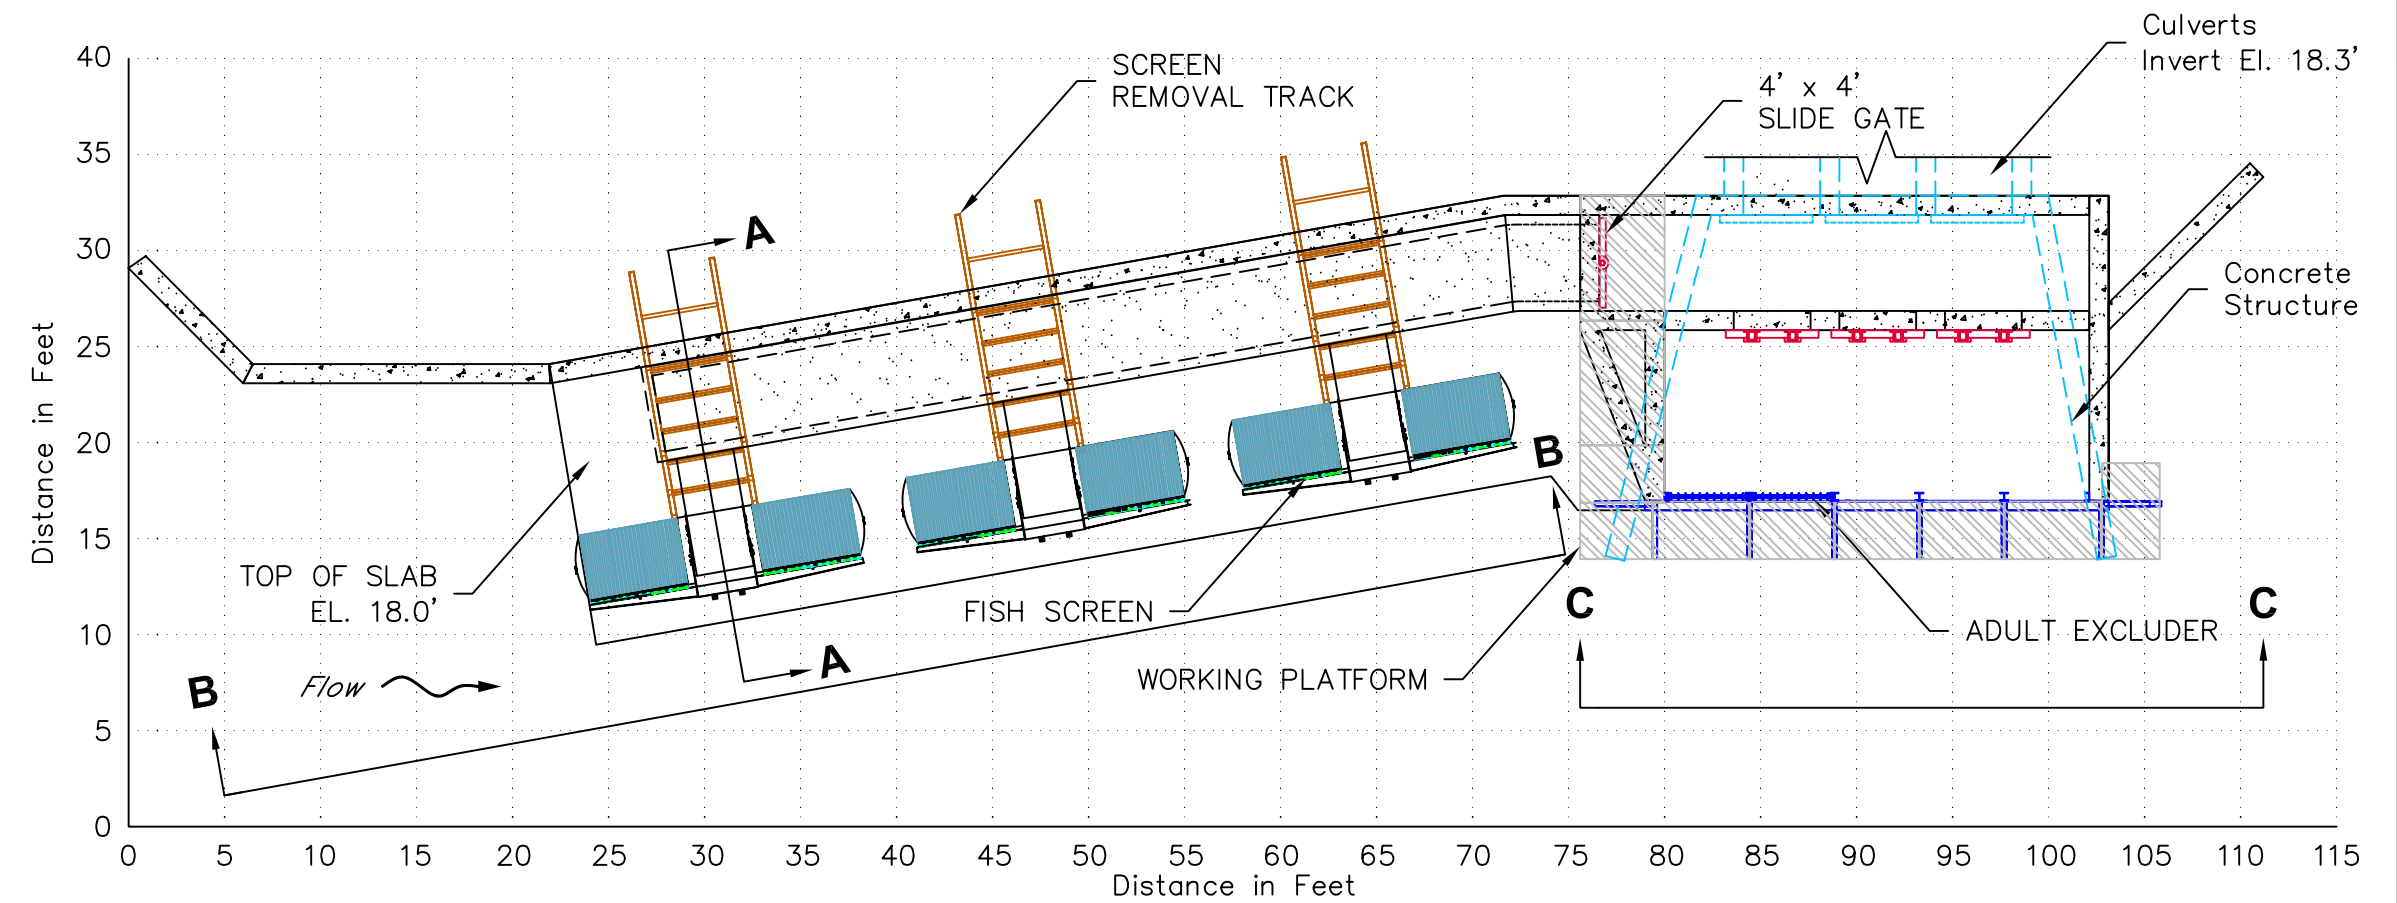 Culverts
Invert El. 18.3'
SCREEN
REMOVAL TRACK
4' x 4'
SLIDE GATE
A
Concrete
Structure
TOP OF SLAB
EL. 18.0'
B
FISH SCREEN
C
C
ADULT EXCLUDER
A
WORKING PLATFORM
Flow
B
Distance in Feet
40
35
30
25
20
15
10
5
0
0 5 10 15 20 25 30 35 40 45 50 55 60 65 70 75 80 85 90 95 100 105 110 115
Distance in Feet